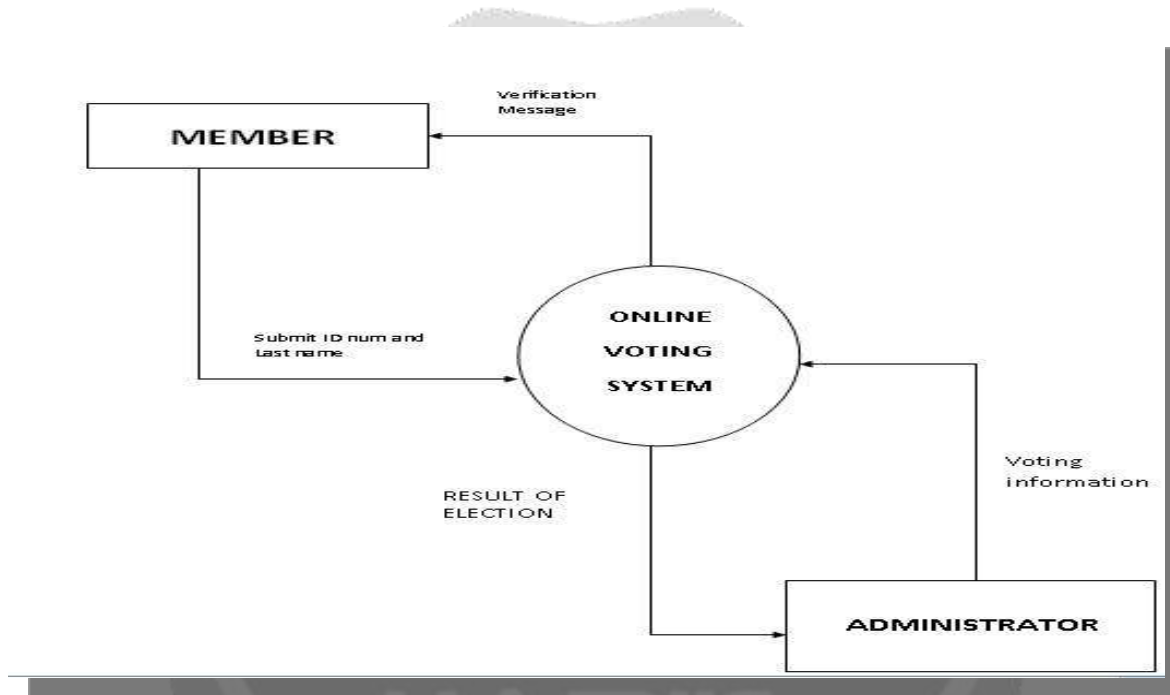 Verification
Message
MEMBER
ONLINE
VOTING
SYSTEM
Submit ID num and
Last name
Voting
information
RESULT OF
ELECTION
ADMINISTRATOR